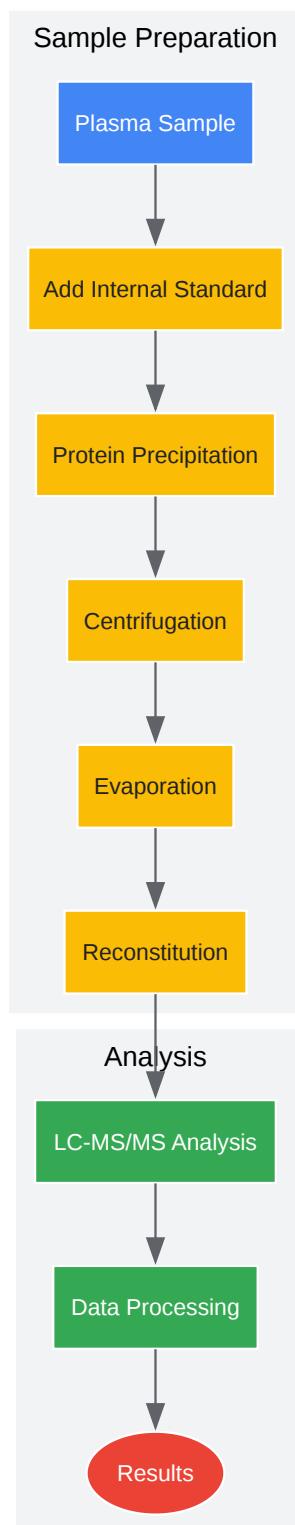 Sample Preparation
Plasma Sample
Add Internal Standard
Protein Precipitation
Centrifugation
Evaporation
Reconstitution
Analysis
LC-MS/MS Analysis
Data Processing
Results